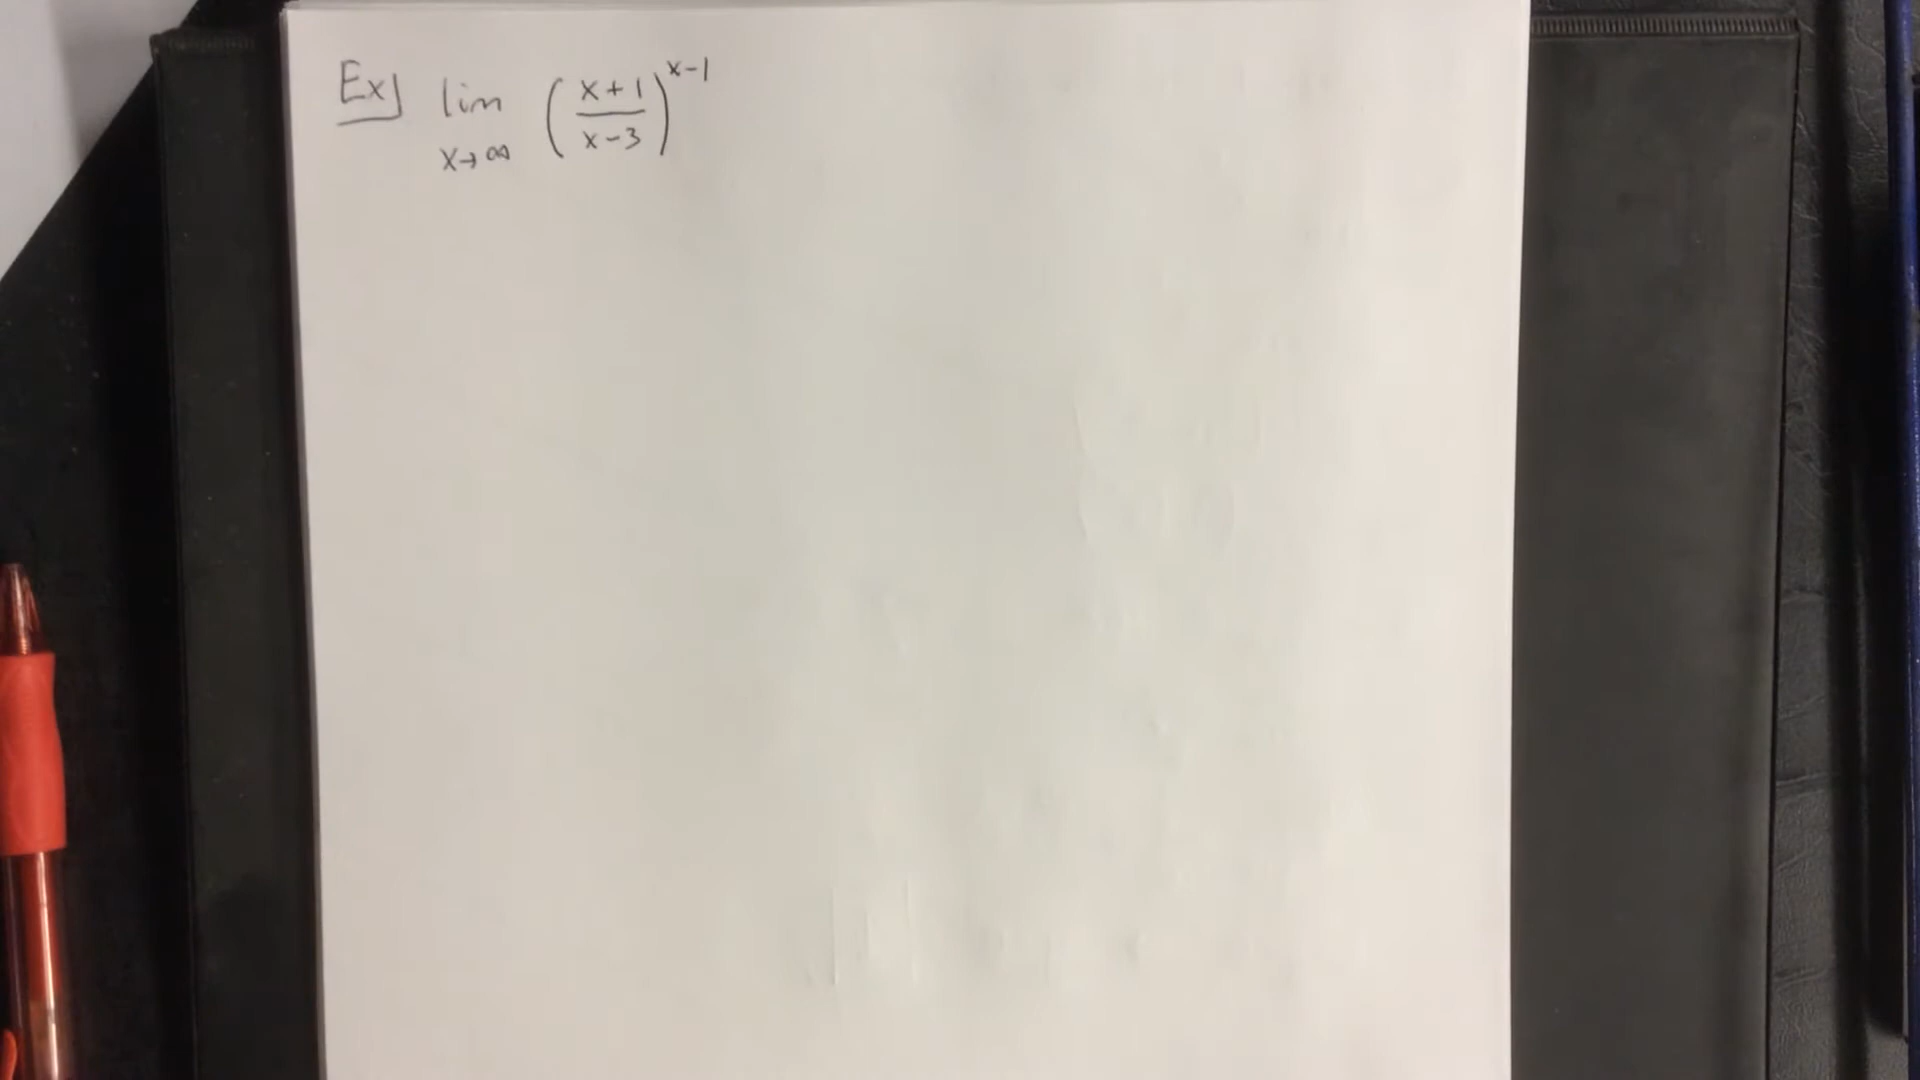 Ex] lim x→∞ ((x+1)/(x-3))^(x-1)